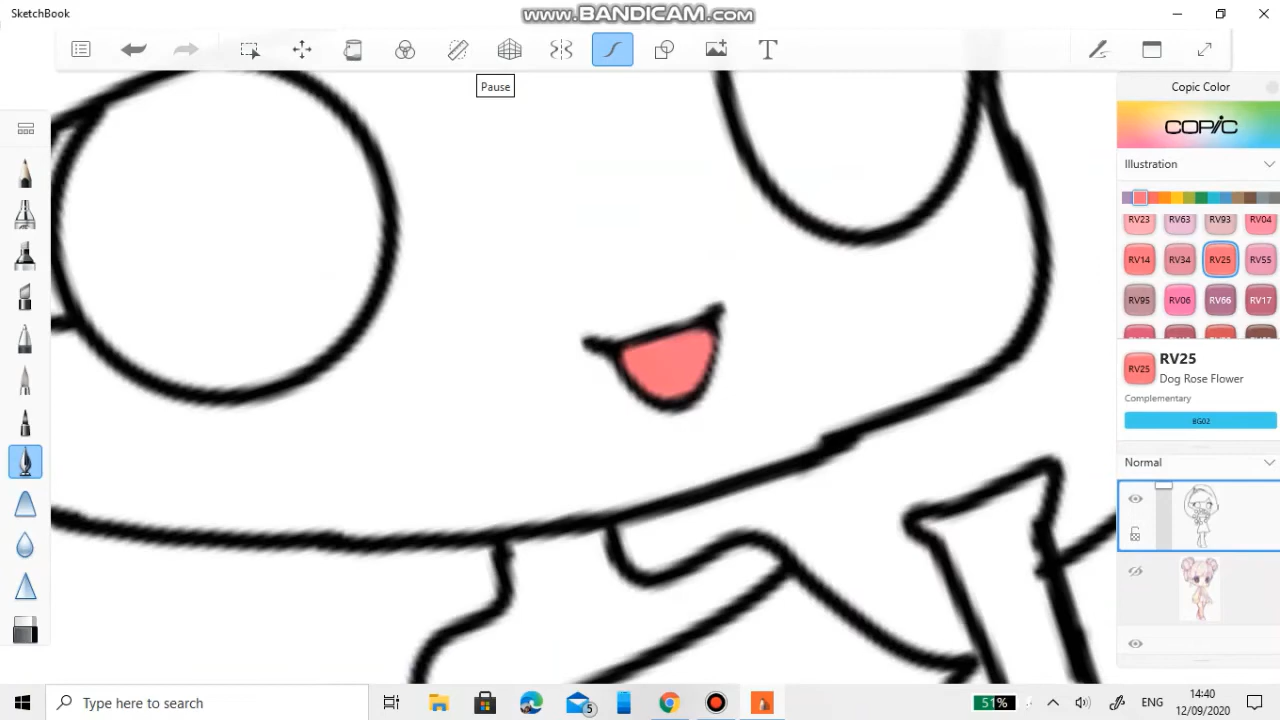 SketchBook
www.BANDICAM.com
T
Pause
Copic Color
COPIC
Illustration
RV23 RV63 RV93 RV04
RV14 RV34 RV25 RV55
RV95 RV06 RV66 RV17
RV25 RV25
Dog Rose Flower
Complementary
BG02
Normal
Type here to search
5
51%
ENG
14:40
12/09/2020